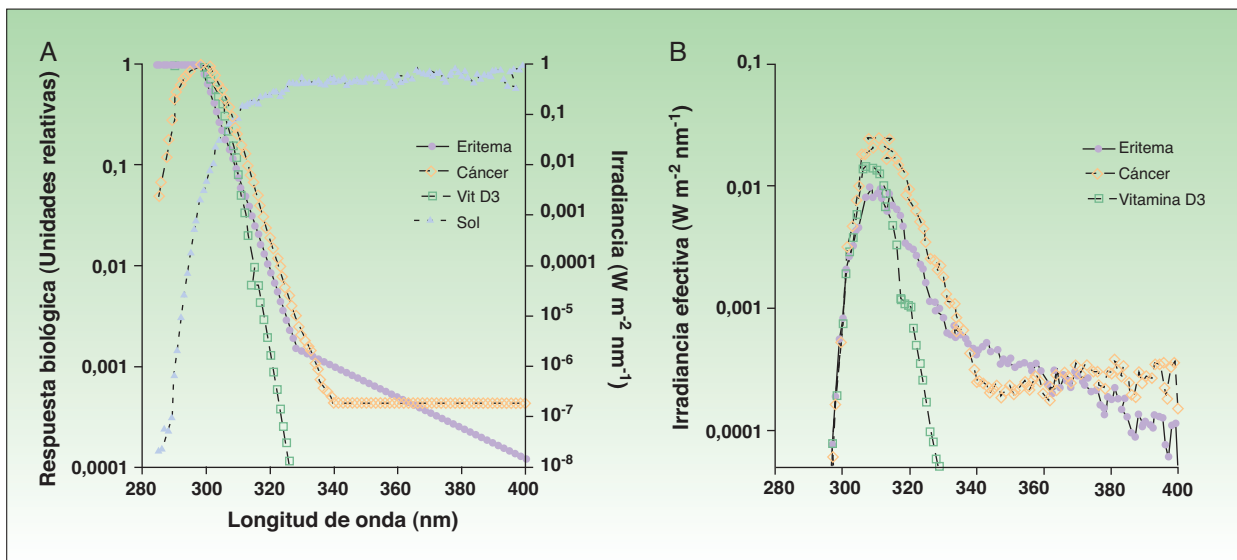 A
Respuesta biológica (Unidades relativas)
1
0,1
0,01
0,001
0,0001
280 300 320 340 360 380 400
Longitud de onda (nm)
Eritema
Cáncer
Vit D3
Sol
1
0,1
0,01
0,001
0,0001
10⁻⁵
10⁻⁶
10⁻⁷
10⁻⁸
Irradiancia (W m⁻² nm⁻¹)
B
Irradiancia efectiva (W m⁻² nm⁻¹)
0,1
0,01
0,001
0,0001
280 300 320 340 360 380 400
Eritema
Cáncer
Vitamina D3